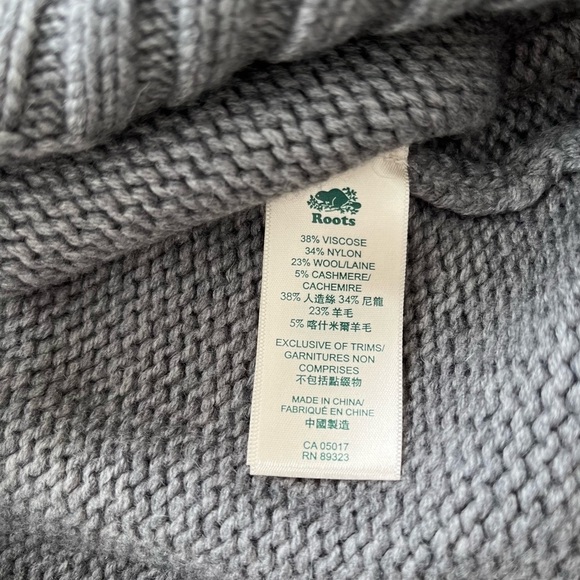 Roots
38% VISCOSE
34% NYLON
23% WOOL/LAINE
5% CASHMERE/
CACHEMIRE
38% 人造絲 34% 尼龍
23% 羊毛
5% 喀什米爾羊毛
EXCLUSIVE OF TRIMS/
GARNITURES NON
COMPRISES
不包括點綴物
MADE IN CHINA/
FABRIQUÉ EN CHINE
中國製造
CA 05017
RN 89323